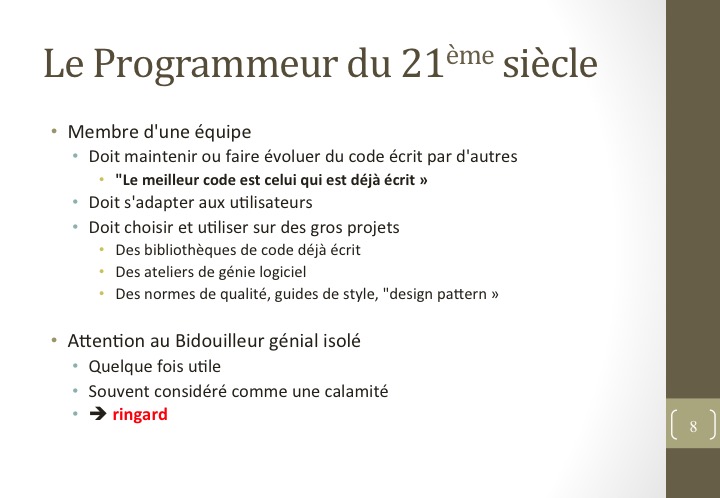 Le Programmeur du 21ème siècle
• Membre d'une équipe
• Doit maintenir ou faire évoluer du code écrit par d'autres
• "Le meilleur code est celui qui est déjà écrit »
• Doit s'adapter aux utilisateurs
• Doit choisir et utiliser sur des gros projets
• Des bibliothèques de code déjà écrit
• Des ateliers de génie logiciel
• Des normes de qualité, guides de style, "design pattern »
• Attention au Bidouilleur génial isolé
• Quelque fois utile
• Souvent considéré comme une calamité
• ➔ ringard
8